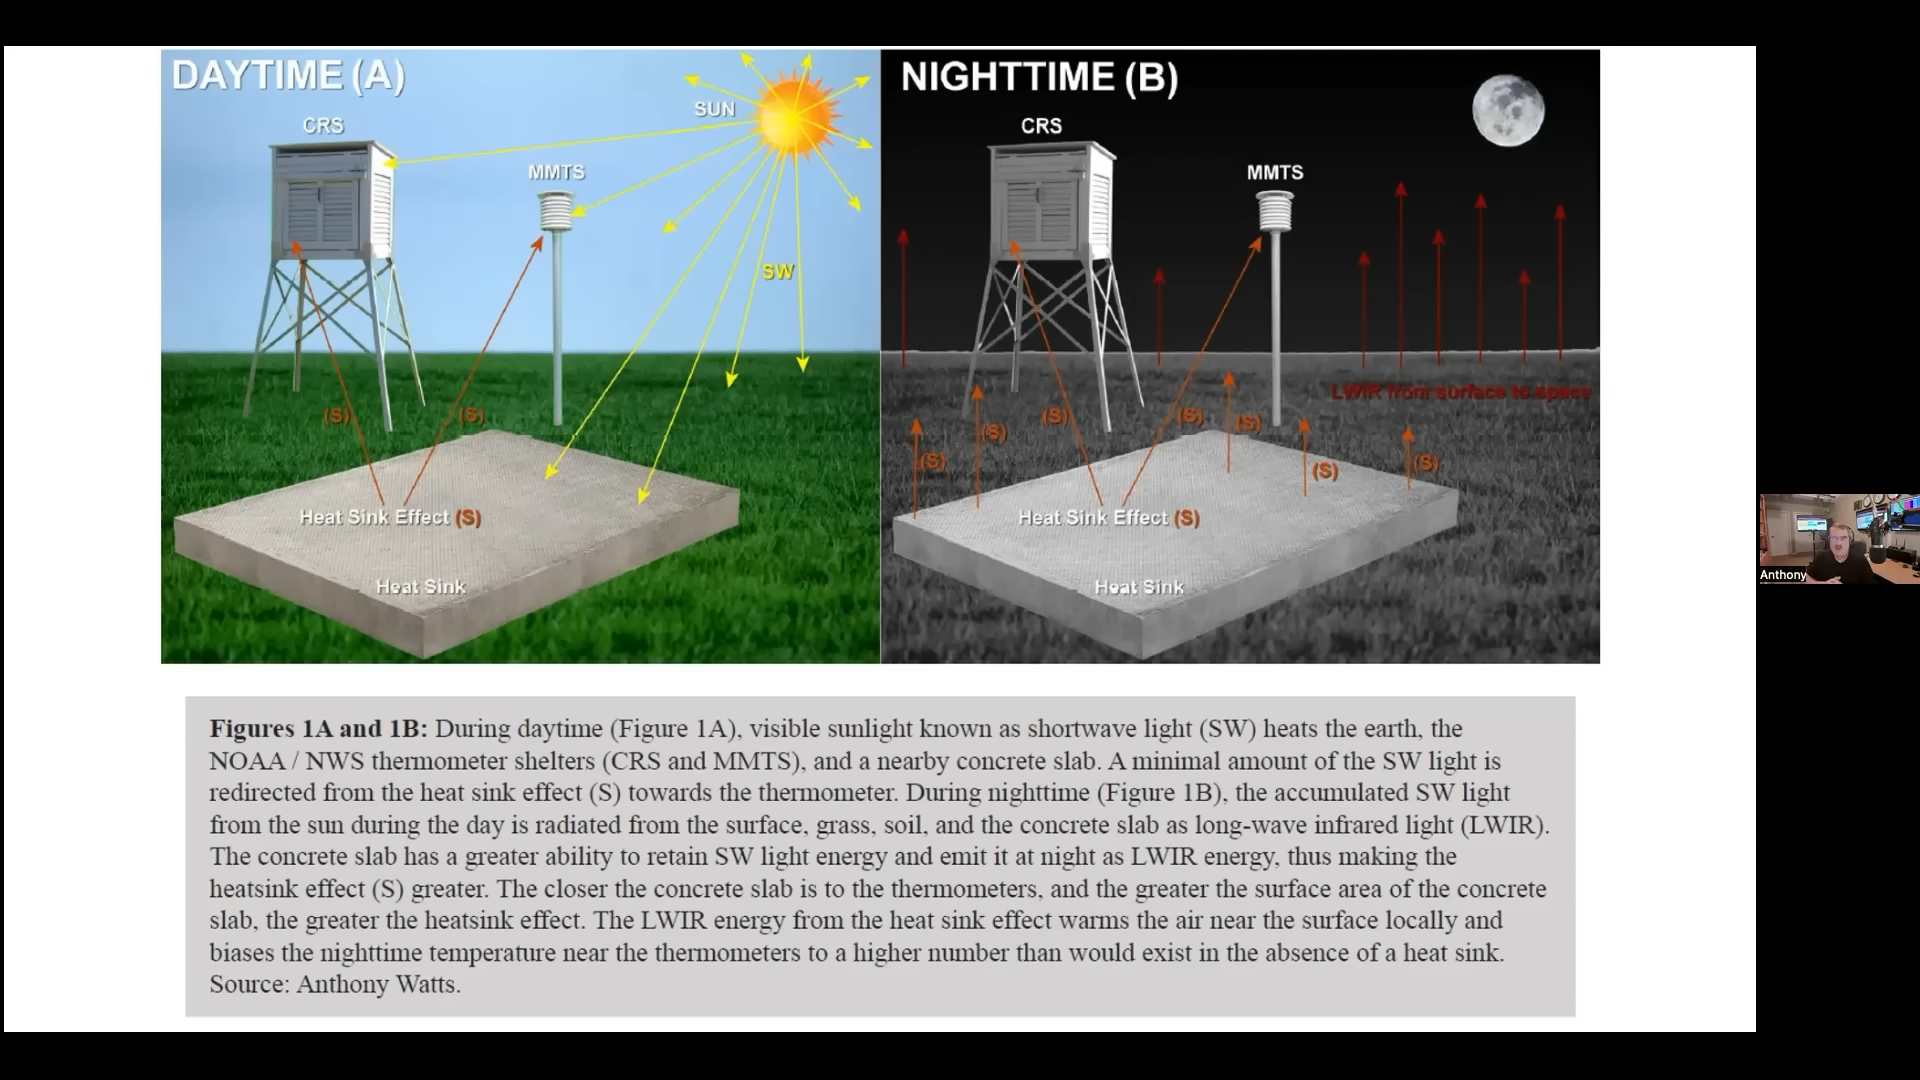 DAYTIME (A)
SUN
CRS
MMTS
SW
(S)
(S)
Heat Sink Effect (S)
Heat Sink
NIGHTTIME (B)
CRS
MMTS
LWIR from surface to space
(S)
(S)
(S)
(S)
(S)
(S)
(S)
Heat Sink Effect (S)
Heat Sink
Figures 1A and 1B: During daytime (Figure 1A), visible sunlight known as shortwave light (SW) heats the earth, the
NOAA / NWS thermometer shelters (CRS and MMTS), and a nearby concrete slab. A minimal amount of the SW light is
redirected from the heat sink effect (S) towards the thermometer. During nighttime (Figure 1B), the accumulated SW light
from the sun during the day is radiated from the surface, grass, soil, and the concrete slab as long-wave infrared light (LWIR).
The concrete slab has a greater ability to retain SW light energy and emit it at night as LWIR energy, thus making the
heatsink effect (S) greater. The closer the concrete slab is to the thermometers, and the greater the surface area of the concrete
slab, the greater the heatsink effect. The LWIR energy from the heat sink effect warms the air near the surface locally and
biases the nighttime temperature near the thermometers to a higher number than would exist in the absence of a heat sink.
Source: Anthony Watts.
Anthony